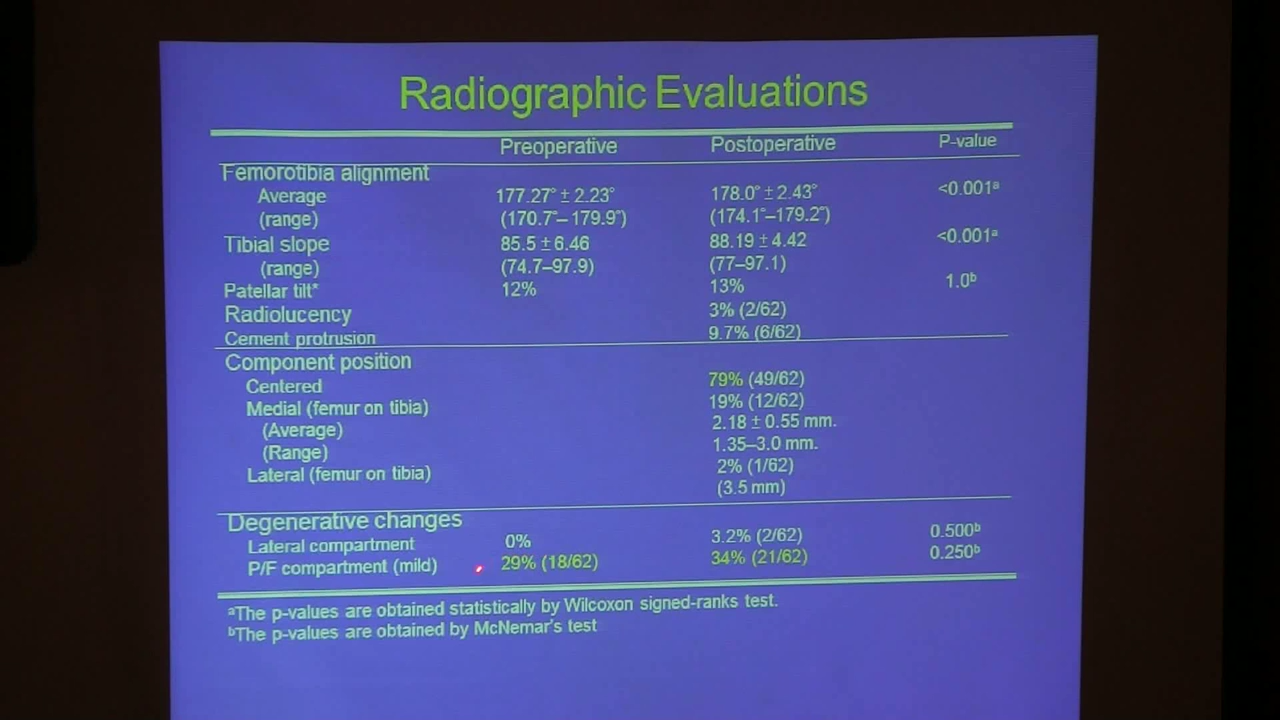 Radiographic Evaluations
Preoperative Postoperative P-value
Femorotibia alignment
Average 177.27° ± 2.23° 178.0° ± 2.43° <0.001ᵃ
(range) (170.7°–179.9°) (174.1°–179.2°)
Tibial slope 85.5 ± 6.46 88.19 ± 4.42 <0.001ᵃ
(range) (74.7–97.9) (77–97.1)
Patellar tilt* 12% 13% 1.0ᵇ
Radiolucency 3% (2/62)
Cement protrusion 9.7% (6/62)
Component position
Centered 79% (49/62)
Medial (femur on tibia) 19% (12/62)
(Average) 2.18 ± 0.55 mm.
(Range) 1.35–3.0 mm.
Lateral (femur on tibia) 2% (1/62)
(3.5 mm)
Degenerative changes
Lateral compartment 0% 3.2% (2/62) 0.500ᵇ
P/F compartment (mild) 29% (18/62) 34% (21/62) 0.250ᵇ
ᵃThe p-values are obtained statistically by Wilcoxon signed-ranks test.
ᵇThe p-values are obtained by McNemar's test